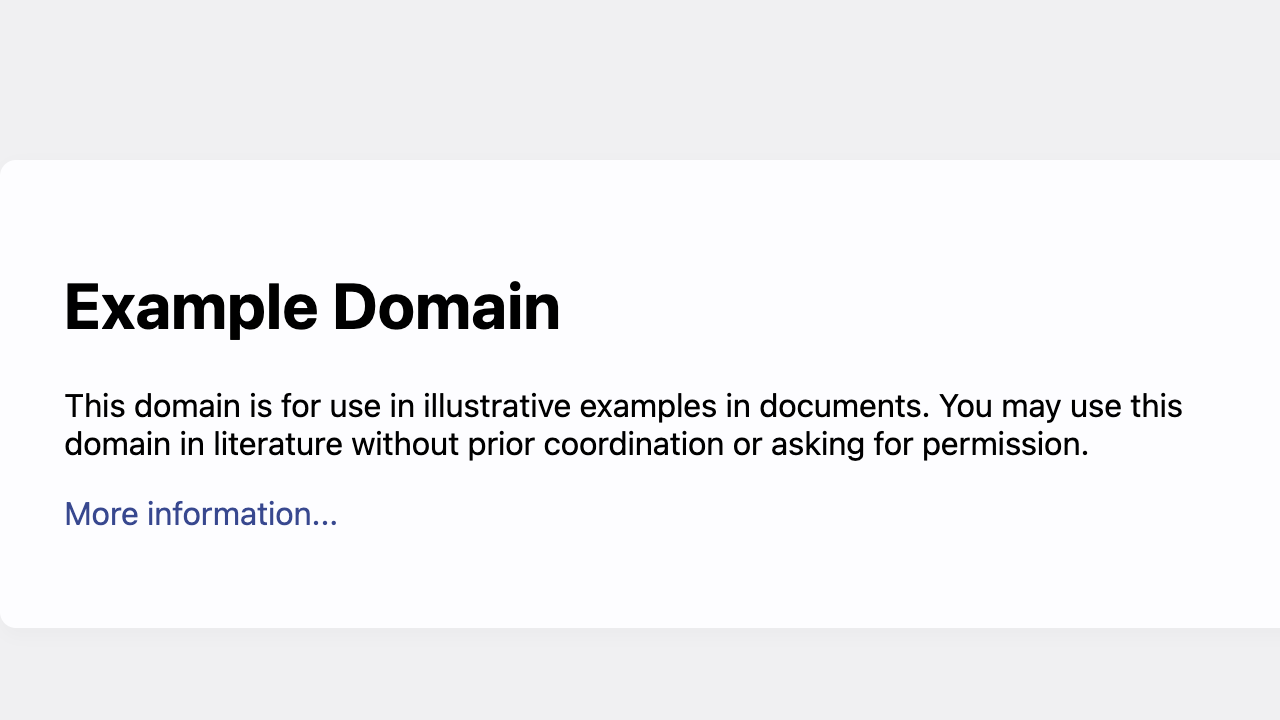 Example Domain
This domain is for use in illustrative examples in documents. You may use this
domain in literature without prior coordination or asking for permission.
More information...